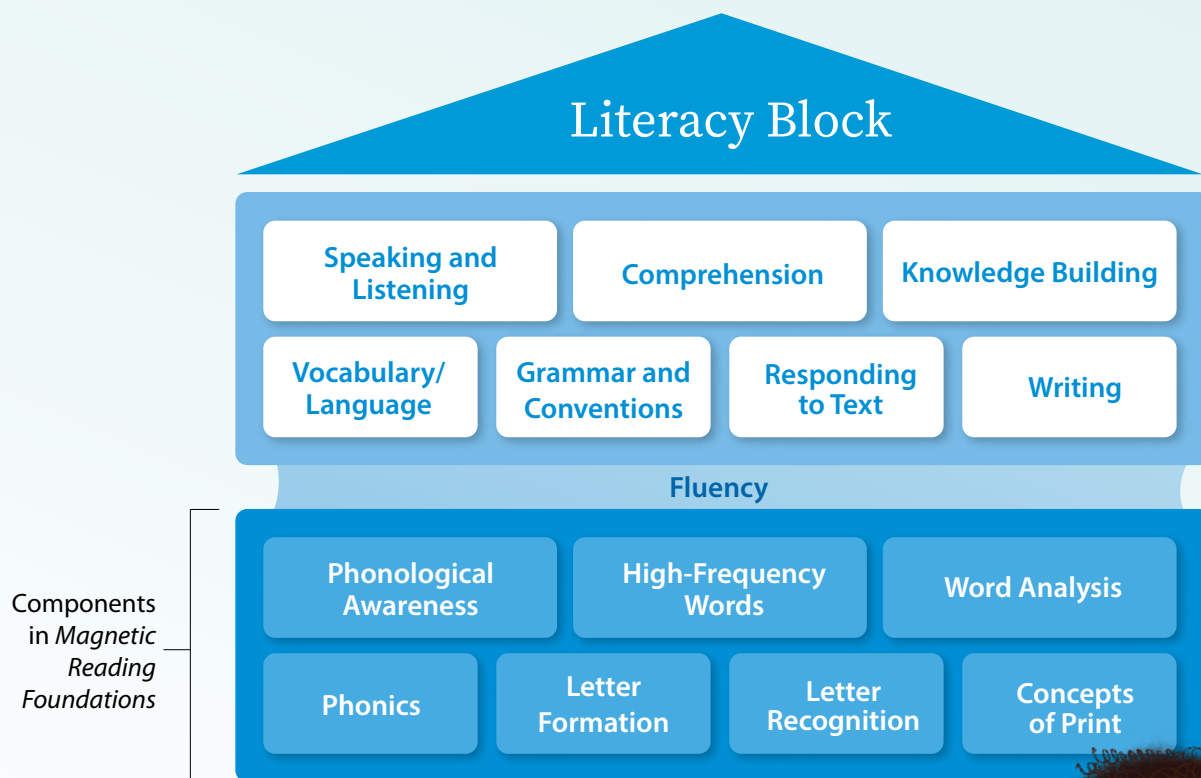 Literacy Block
Speaking and
Listening
Comprehension
Knowledge Building
Vocabulary/
Language
Grammar and
Conventions
Responding
to Text
Writing
Fluency
Components
in Magnetic
Reading
Foundations
Phonological
Awareness
High-Frequency
Words
Word Analysis
Phonics
Letter
Formation
Letter
Recognition
Concepts
of Print